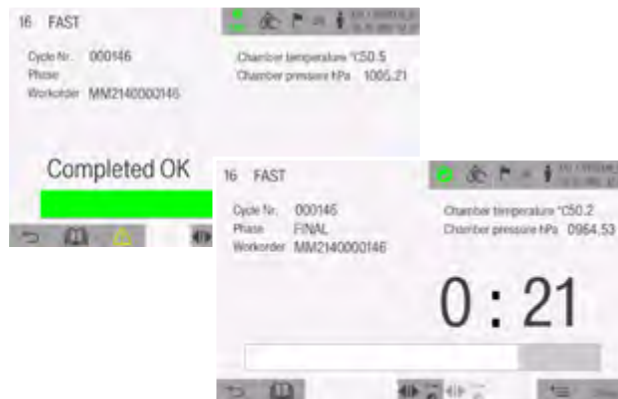 16 FAST
Cycle Nr. 000146
Phase
Workorder MM2140000146
Chamber temperature °C50.5
Chamber pressure hPa 1005.21
Completed OK
16 FAST
Cycle Nr. 000146
Phase FINAL
Workorder MM2140000146
Chamber temperature °C50.2
Chamber pressure hPa 0964.53
0 : 21